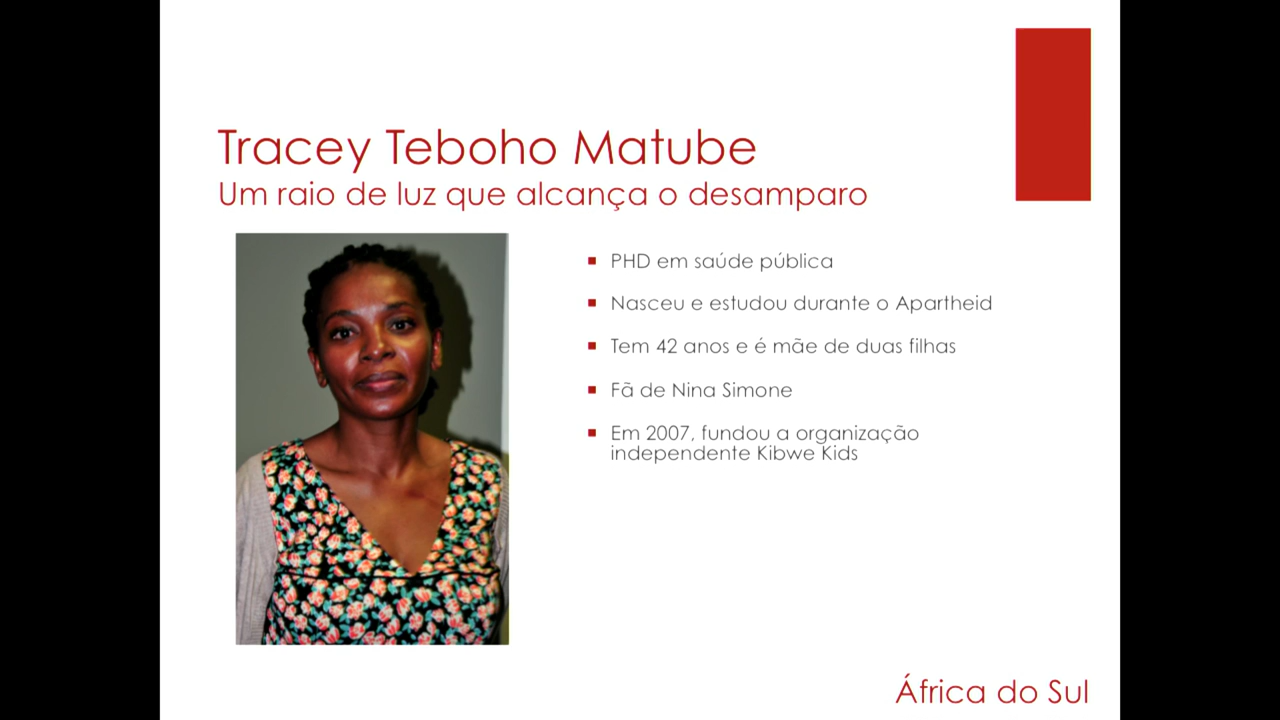 Tracey Teboho Matube
Um raio de luz que alcança o desamparo
PHD em saúde pública
Nasceu e estudou durante o Apartheid
Tem 42 anos e é mãe de duas filhas
Fã de Nina Simone
Em 2007, fundou a organização
independente Kibwe Kids
África do Sul